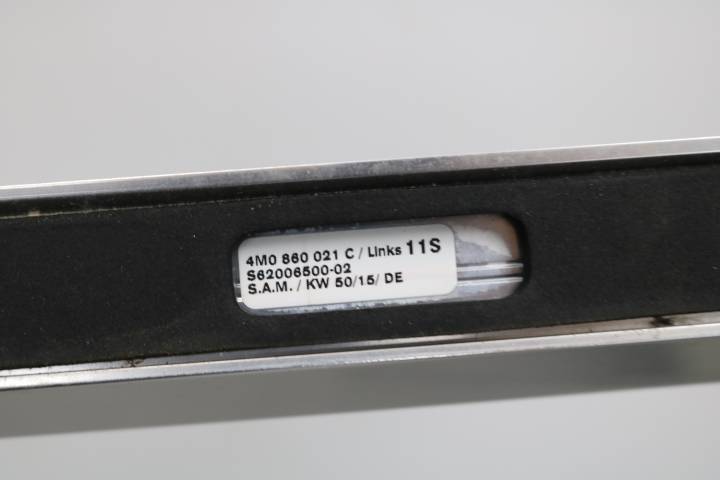 4M0 860 021 C / Links 11S
S62006500-02
S.A.M. / KW 50/15/ DE